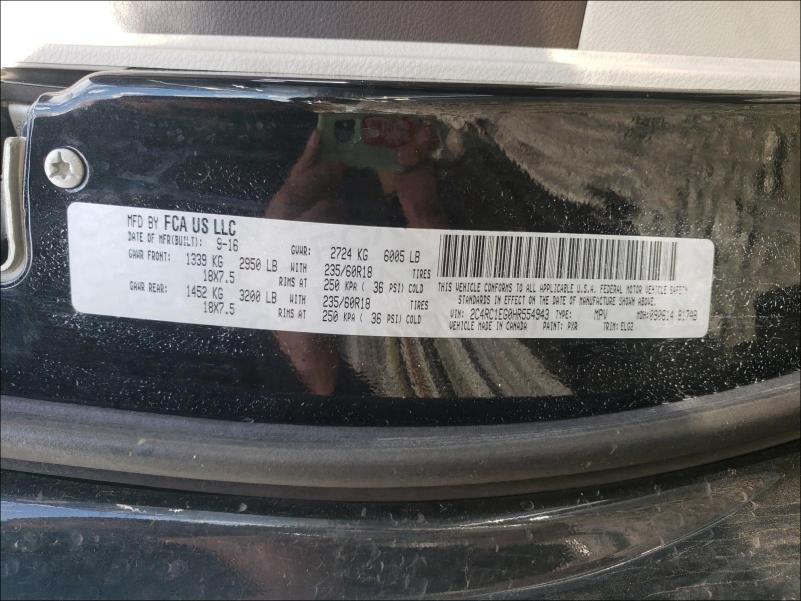 MFD BY FCA US LLC
DATE OF MFR(BUILT): 9-16 GVWR: 2724 KG 6005 LB
GAWR FRONT: 1339 KG 2950 LB WITH 235/60R18 TIRES
18X7.5 RIMS AT 250 KPA ( 36 PSI) COLD
GAWR REAR: 1452 KG 3200 LB WITH 235/60R18 TIRES
18X7.5 RIMS AT 250 KPA ( 36 PSI) COLD
THIS VEHICLE CONFORMS TO ALL APPLICABLE U.S.A. FEDERAL MOTOR VEHICLE SAFETY
STANDARDS IN EFFECT ON THE DATE OF MANUFACTURE SHOWN ABOVE.
VIN: 2C4RC1EG0HR554943 TYPE: MPV MDH: 090614 817AB
VEHICLE MADE IN CANADA PAINT: PXR TRIM: ELG2